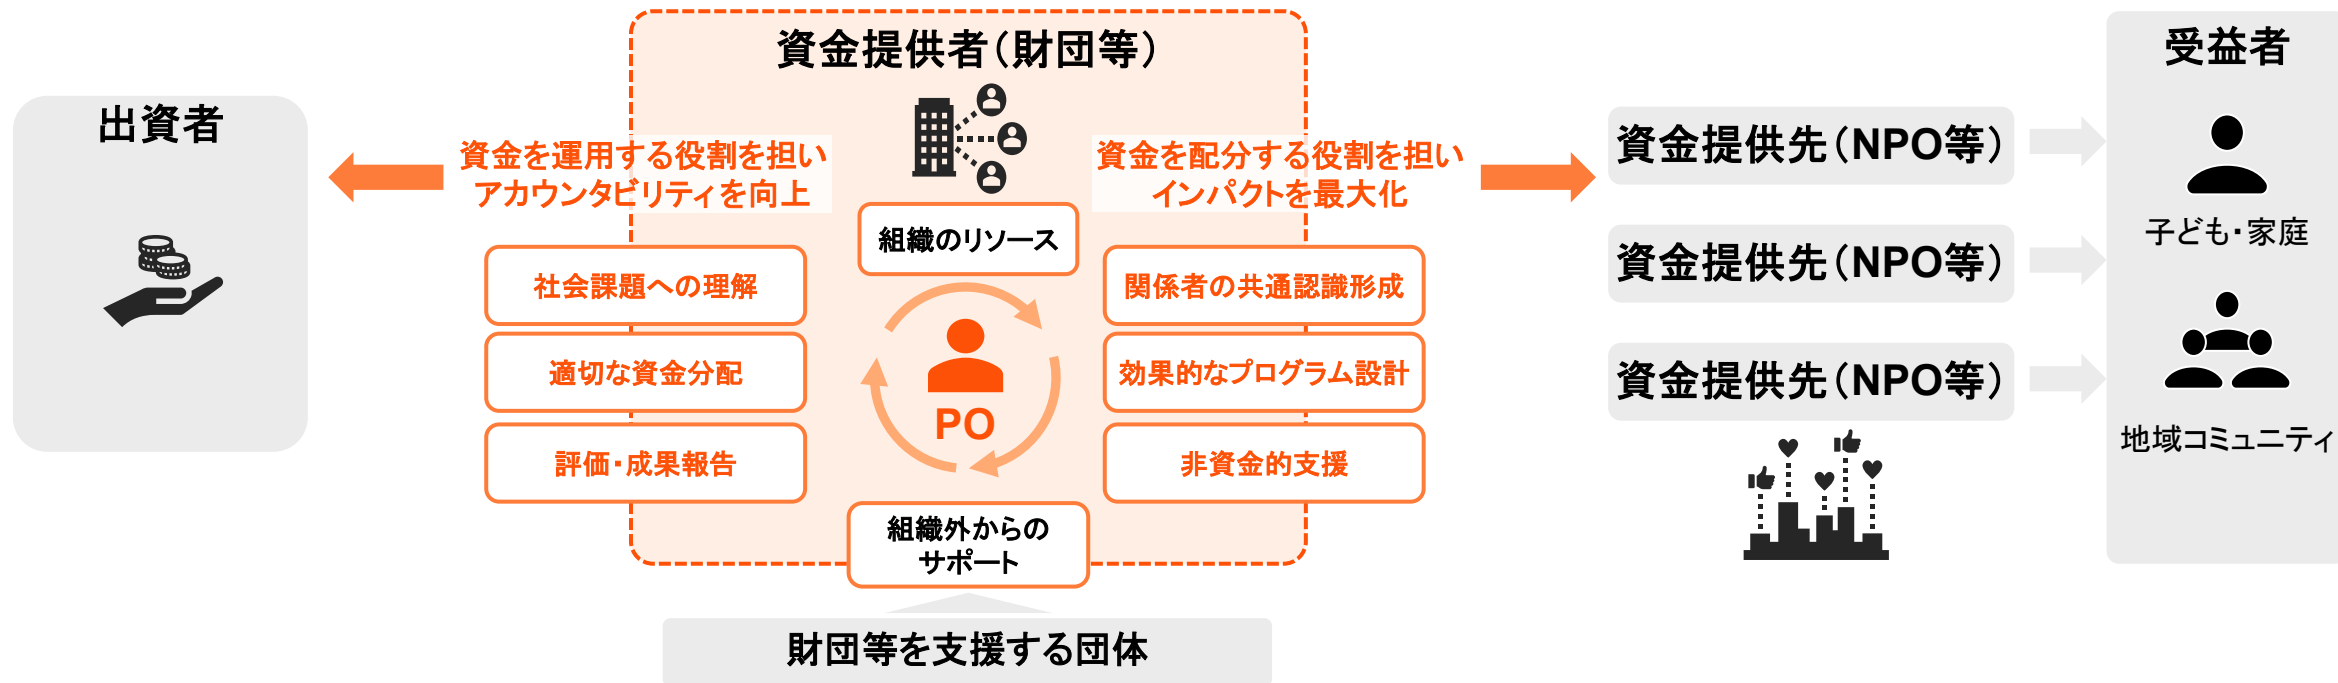 出資者
資金提供者（財団等）
資金を運用する役割を担い
アカウンタビリティを向上
資金を配分する役割を担い
インパクトを最大化
組織のリソース
社会課題への理解
適切な資金分配
評価・成果報告
PO
関係者の共通認識形成
効果的なプログラム設計
非資金的支援
組織外からの
サポート
財団等を支援する団体
資金提供先（NPO等）
資金提供先（NPO等）
資金提供先（NPO等）
受益者
子ども・家庭
地域コミュニティ